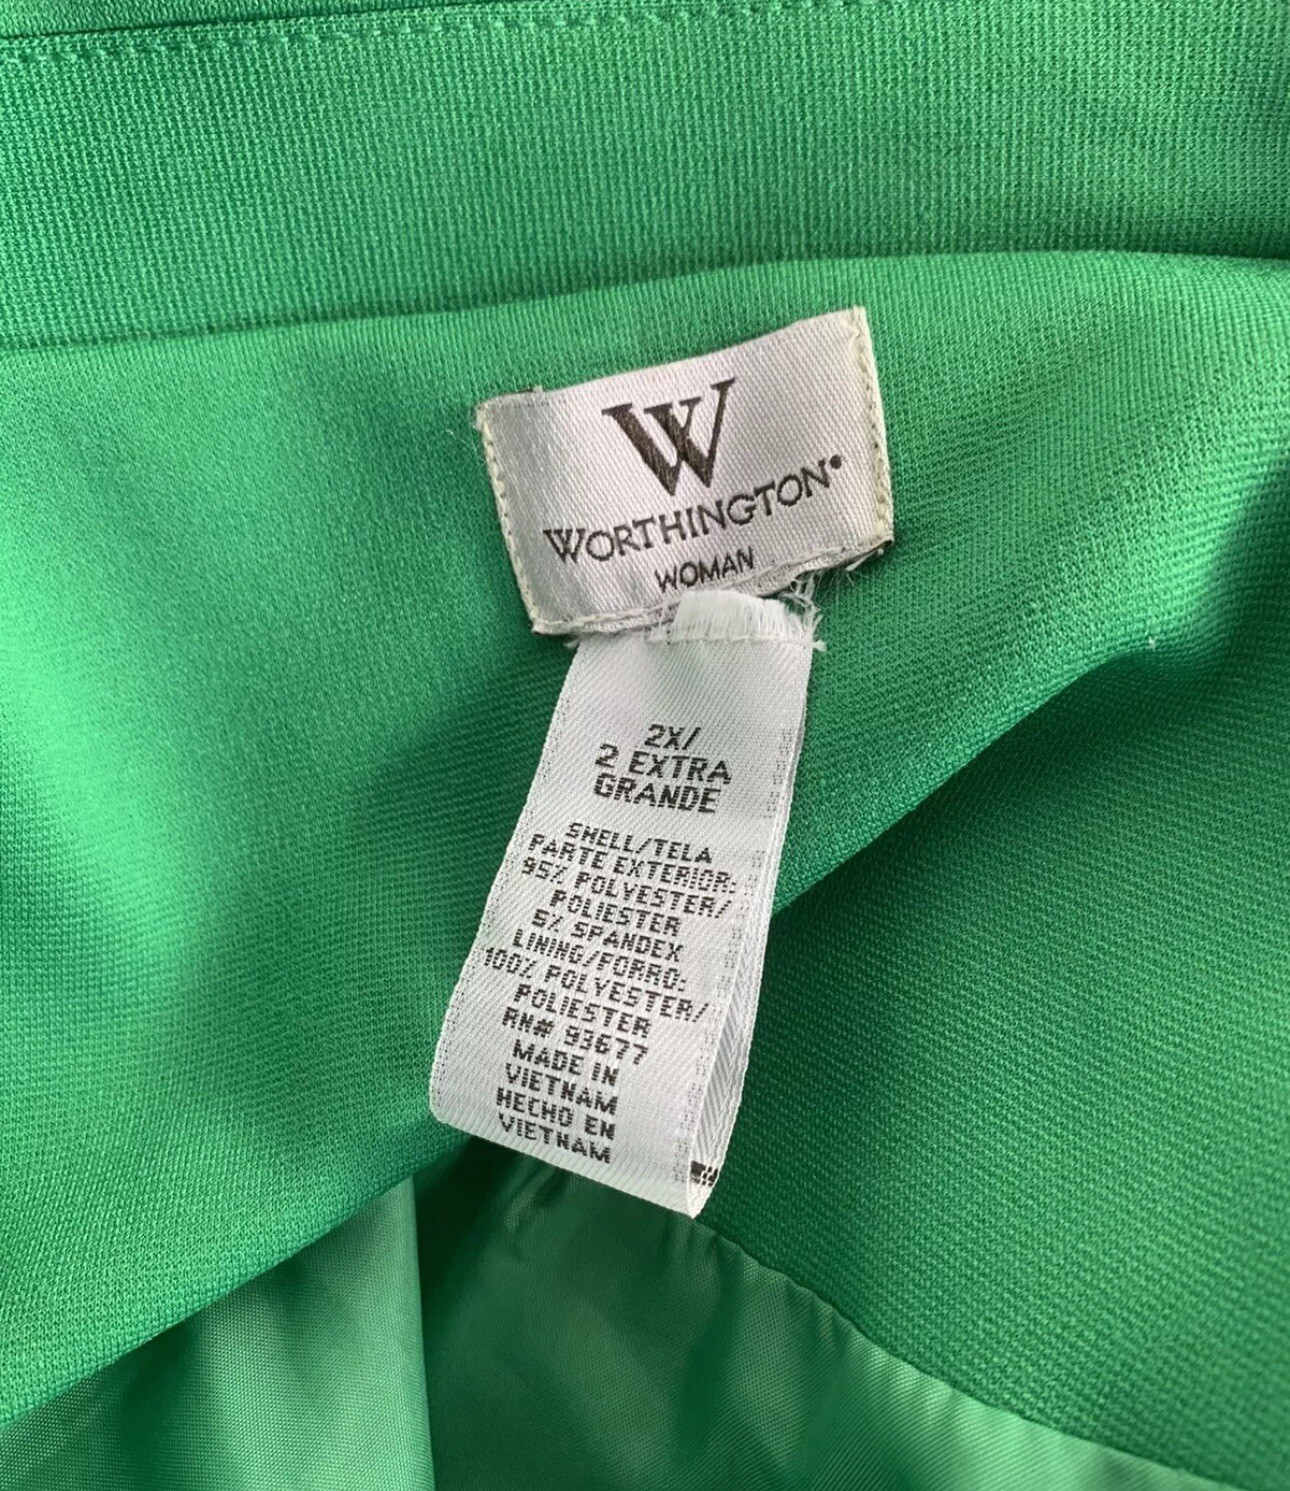 W
WORTHINGTON®
WOMAN
2X/
2 EXTRA
GRANDE
SHELL/TELA
PARTE EXTERIOR:
95% POLYESTER/
POLIESTER
5% SPANDEX
LINING/FORRO:
100% POLYESTER/
POLIESTER
RN# 93677
MADE IN
VIETNAM
HECHO EN
VIETNAM